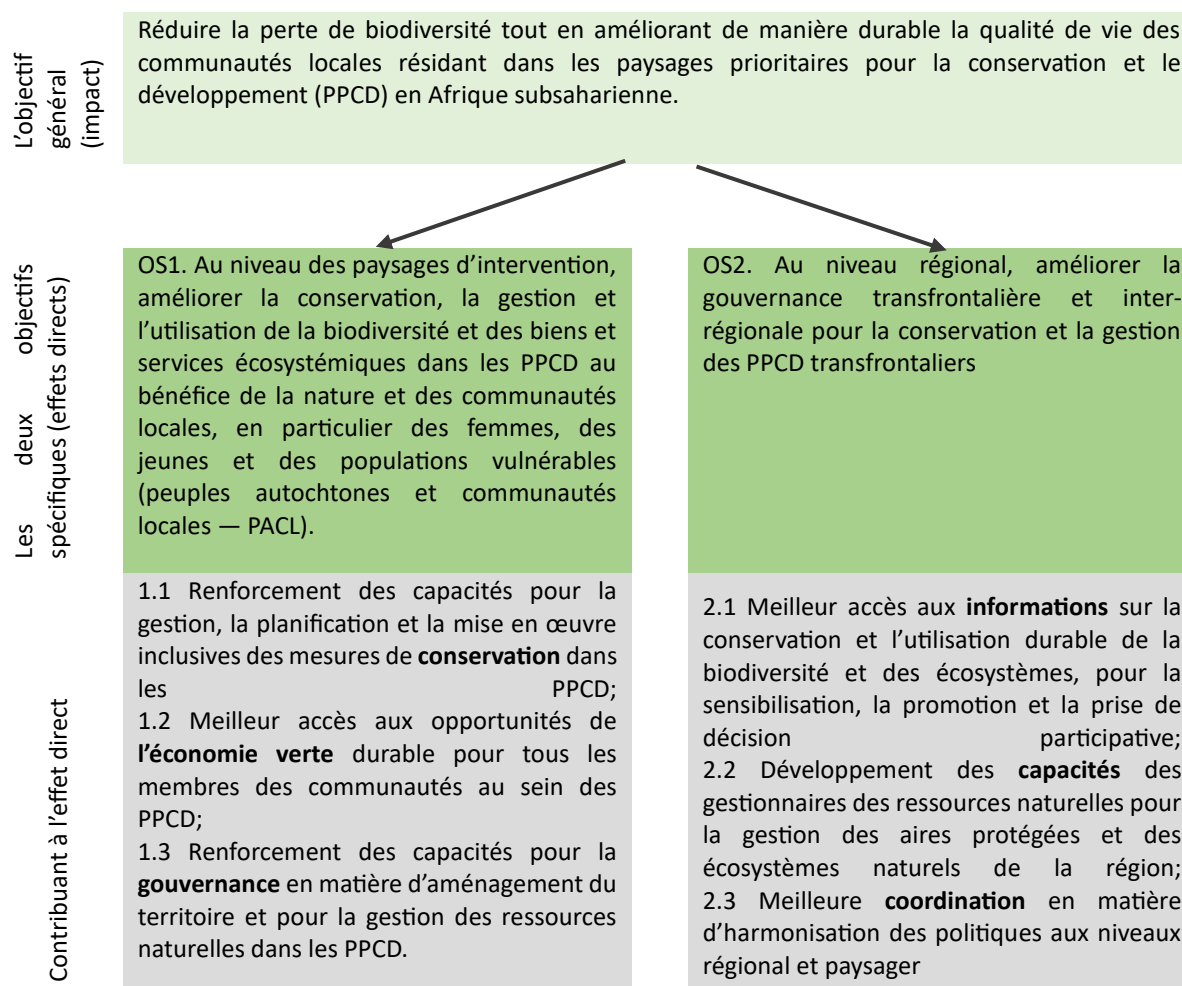 L'objectif
général
(impact)
Réduire la perte de biodiversité tout en améliorant de manière durable la qualité de vie des
communautés locales résidant dans les paysages prioritaires pour la conservation et le
développement (PPCD) en Afrique subsaharienne.
Les deux objectifs
spécifiques (effets directs)
OS1. Au niveau des paysages d'intervention,
améliorer la conservation, la gestion et
l'utilisation de la biodiversité et des biens et
services écosystémiques dans les PPCD au
bénéfice de la nature et des communautés
locales, en particulier des femmes, des
jeunes et des populations vulnérables
(peuples autochtones et communautés
locales — PACL).
OS2. Au niveau régional, améliorer la
gouvernance transfrontalière et inter-
régionale pour la conservation et la gestion
des PPCD transfrontaliers
Contribuant à l'effet direct
1.1 Renforcement des capacités pour la
gestion, la planification et la mise en œuvre
inclusives des mesures de conservation dans
les PPCD;
1.2 Meilleur accès aux opportunités de
l'économie verte durable pour tous les
membres des communautés au sein des
PPCD;
1.3 Renforcement des capacités pour la
gouvernance en matière d'aménagement du
territoire et pour la gestion des ressources
naturelles dans les PPCD.
2.1 Meilleur accès aux informations sur la
conservation et l'utilisation durable de la
biodiversité et des écosystèmes, pour la
sensibilisation, la promotion et la prise de
décision participative;
2.2 Développement des capacités des
gestionnaires des ressources naturelles pour
la gestion des aires protégées et des
écosystèmes naturels de la région;
2.3 Meilleure coordination en matière
d'harmonisation des politiques aux niveaux
régional et paysager